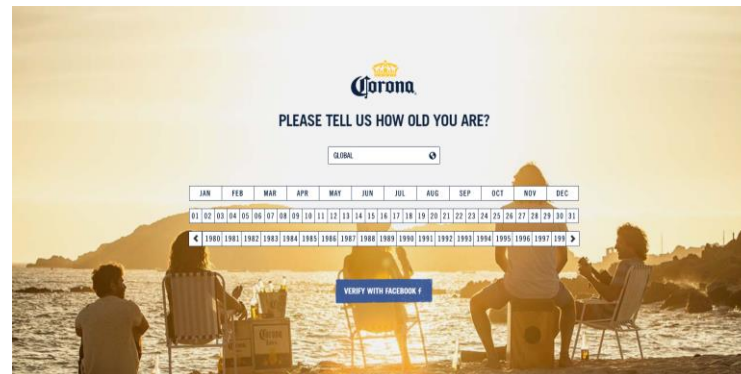 Corona
PLEASE TELL US HOW OLD YOU ARE?
GLOBAL
JAN FEB MAR APR MAY JUN JUL AUG SEP OCT NOV DEC
01 02 03 04 05 06 07 08 09 10 11 12 13 14 15 16 17 18 19 20 21 22 23 24 25 26 27 28 29 30 31
1980 1981 1982 1983 1984 1985 1986 1987 1988 1989 1990 1991 1992 1993 1994 1995 1996 1997 199
VERIFY WITH FACEBOOK f
Corona